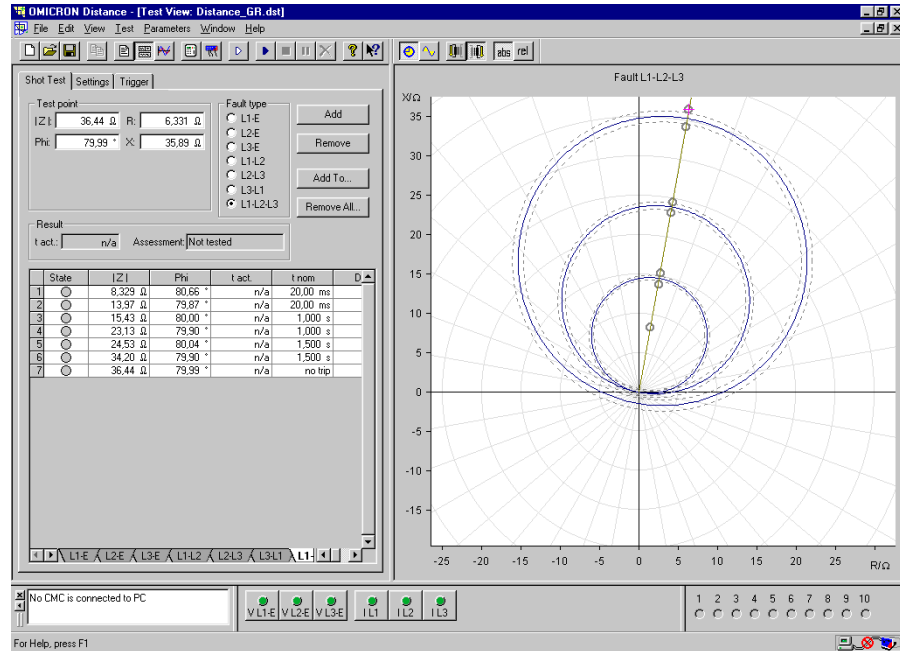 OMICRON Distance - [Test View: Distance_GR.dst]
File Edit View Test Parameters Window Help
abs rel
Shot Test Settings Trigger
Test point
|Z|: 36,44 Ω R: 6,331 Ω
Phi: 79,99 ° X: 35,89 Ω
Fault type
L1-E
L2-E
L3-E
L1-L2
L2-L3
L3-L1
L1-L2-L3
Add
Remove
Add To...
Remove All...
Result
t act.: n/a Assessment: Not tested
State |Z| Phi t act. t nom D
1 8,329 Ω 80,66 ° n/a 20,00 ms
2 13,97 Ω 79,87 ° n/a 20,00 ms
3 15,43 Ω 80,00 ° n/a 1,000 s
4 23,13 Ω 79,90 ° n/a 1,000 s
5 24,53 Ω 80,04 ° n/a 1,500 s
6 34,20 Ω 79,90 ° n/a 1,500 s
7 36,44 Ω 79,99 ° n/a no trip
L1-E L2-E L3-E L1-L2 L2-L3 L3-L1 L1-
Fault L1-L2-L3
X/Ω
35
30
25
20
15
10
5
0
-5
-10
-15
-25 -20 -15 -10 -5 0 5 10 15 20 25 R/Ω
No CMC is connected to PC
V L1-E V L2-E V L3-E I L1 I L2 I L3
1 2 3 4 5 6 7 8 9 10
For Help, press F1